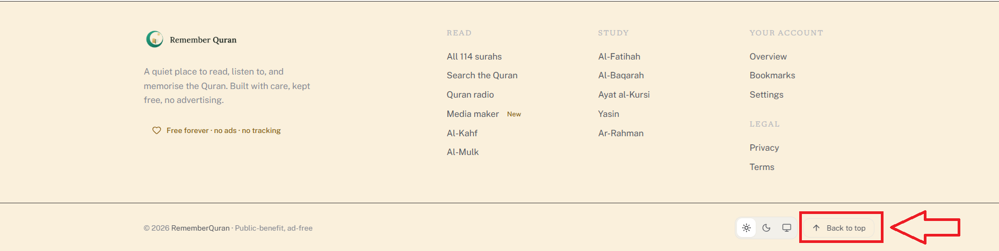 Remember Quran
A quiet place to read, listen to, and
memorise the Quran. Built with care, kept
free, no advertising.
Free forever · no ads · no tracking
READ
All 114 surahs
Search the Quran
Quran radio
Media maker New
Al-Kahf
Al-Mulk
STUDY
Al-Fatihah
Al-Baqarah
Ayat al-Kursi
Yasin
Ar-Rahman
YOUR ACCOUNT
Overview
Bookmarks
Settings
LEGAL
Privacy
Terms
© 2026 RememberQuran · Public-benefit, ad-free
Back to top